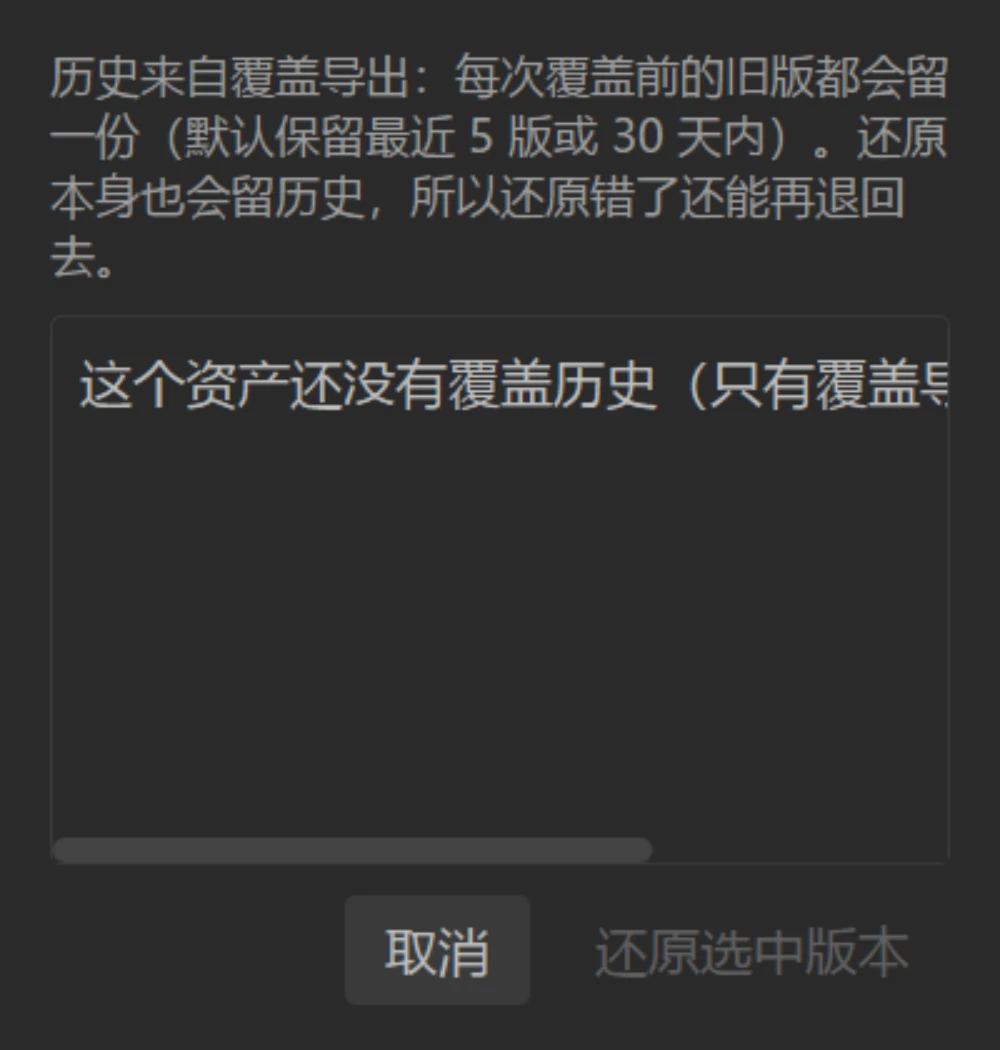 历史来自覆盖导出：每次覆盖前的旧版都会留
一份（默认保留最近 5 版或 30 天内）。还原
本身也会留历史，所以还原错了还能再退回
去。
这个资产还没有覆盖历史（只有覆盖导
取消
还原选中版本